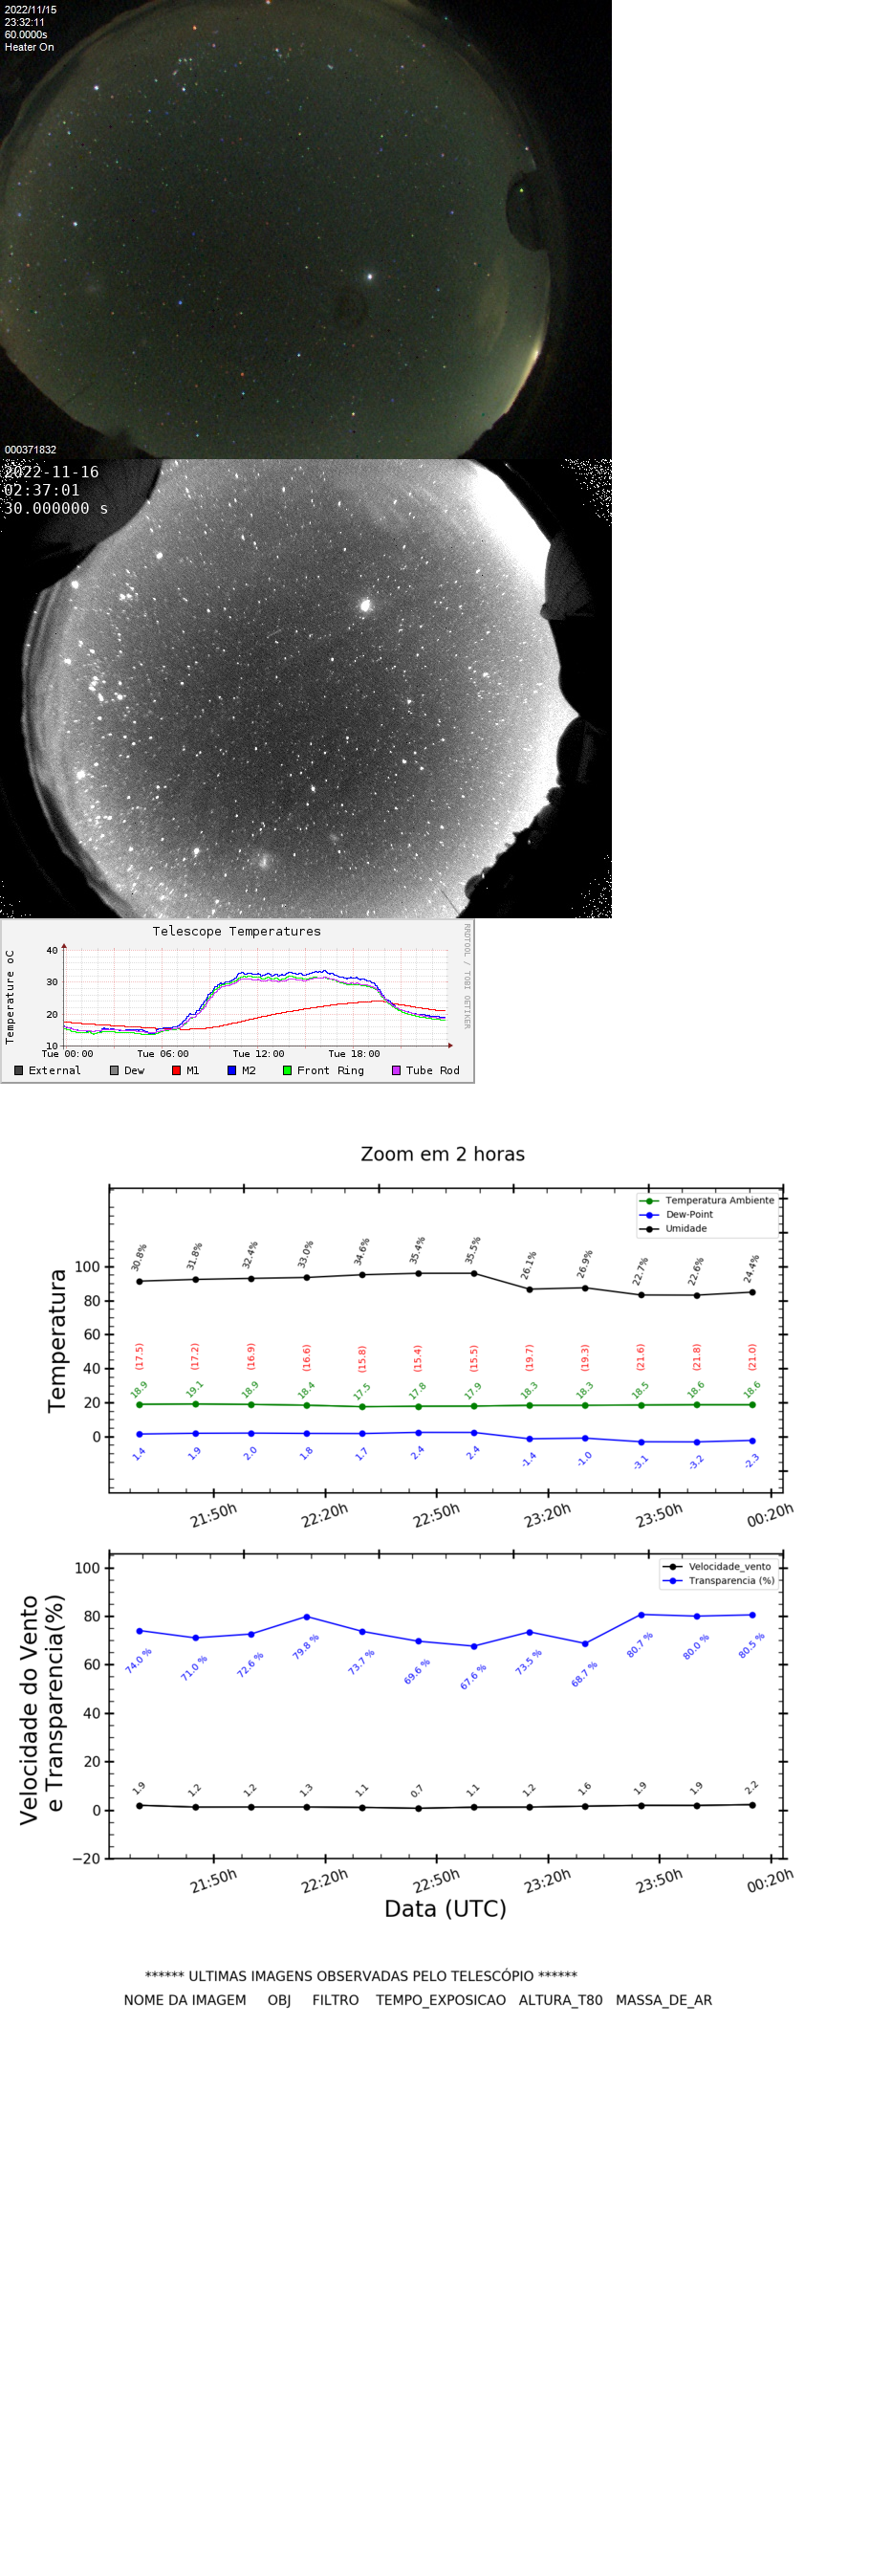 2022/11/15
23:32:11
60.0000s
Heater On
000371832
2022-11-16
02:37:01
30.000000 s
Telescope Temperatures
RRDTOOL / TOBI OETIKER
Temperature oC
40
30
20
10
Tue 00:00 Tue 06:00 Tue 12:00 Tue 18:00
External Dew M1 M2 Front Ring Tube Rod
Zoom em 2 horas
Temperatura Ambiente
Dew-Point
Umidade
Temperatura
100
80
60
40
20
0
30.8% 31.8% 32.4% 33.0% 34.6% 35.4% 35.5% 26.1% 26.9% 22.7% 22.6% 24.4%
(17.5) (17.2) (16.9) (16.6) (15.8) (15.4) (15.5) (19.7) (19.3) (21.6) (21.8) (21.0)
18.9 19.1 18.9 18.4 17.5 17.8 17.9 18.3 18.3 18.5 18.6 18.6
1.4 1.9 2.0 1.8 1.7 2.4 2.4 -1.4 -1.0 -3.1 -3.2 -2.3
21:50h 22:20h 22:50h 23:20h 23:50h 00:20h
Velocidade_vento
Transparencia (%)
Velocidade do Vento
e Transparencia(%)
100
80
60
40
20
0
−20
74.0 % 71.0 % 72.6 % 79.8 % 73.7 % 69.6 % 67.6 % 73.5 % 68.7 % 80.7 % 80.0 % 80.5 %
1.9 1.2 1.2 1.3 1.1 0.7 1.1 1.2 1.6 1.9 1.9 2.2
21:50h 22:20h 22:50h 23:20h 23:50h 00:20h
Data (UTC)
****** ULTIMAS IMAGENS OBSERVADAS PELO TELESCÓPIO ******
NOME DA IMAGEM OBJ FILTRO TEMPO_EXPOSICAO ALTURA_T80 MASSA_DE_AR